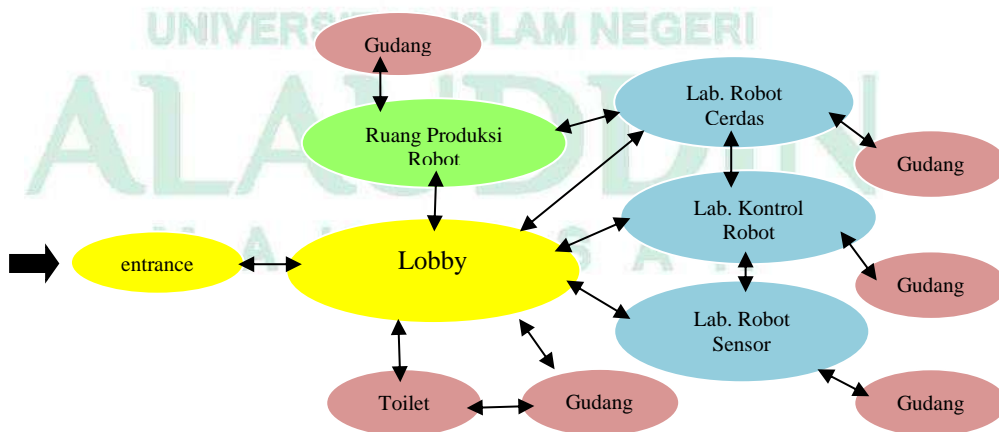 UNIVERSITAS ISLAM NEGERI
ALAUDDIN
Gudang
Lab. Robot
Cerdas
Ruang Produksi
Robot
Gudang
Lab. Kontrol
Robot
Lobby
entrance
Gudang
Lab. Robot
Sensor
Toilet
Gudang
Gudang